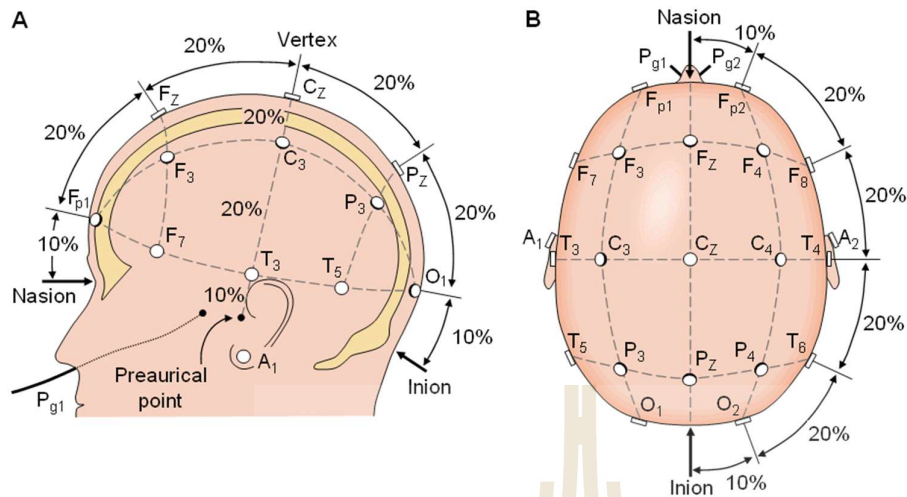 A
20%
Vertex
20%
Fz
Cz
20%
20%
20%
F3
C3
Pz
Fp1
20%
P3
20%
10%
F7
T3
T5
O1
Nasion
10%
10%
A1
Preaurical
point
Inion
Pg1
B
Nasion
10%
Pg1
Pg2
20%
Fp1
Fp2
Fz
F7
F3
F4
F8
20%
A1
T3
C3
Cz
C4
T4
A2
20%
T5
P3
Pz
P4
T6
O1
O2
20%
Inion
10%